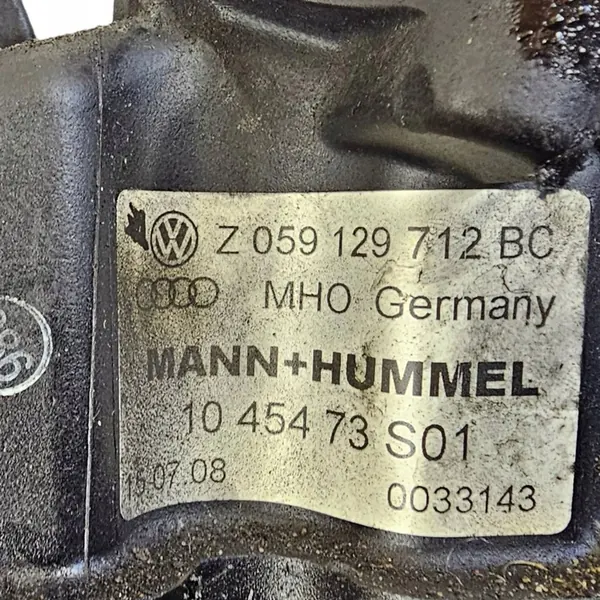 Z 059 129 712 BC
MHO Germany
MANN+HUMMEL
10 454 73 S01
15.07.08
0033143